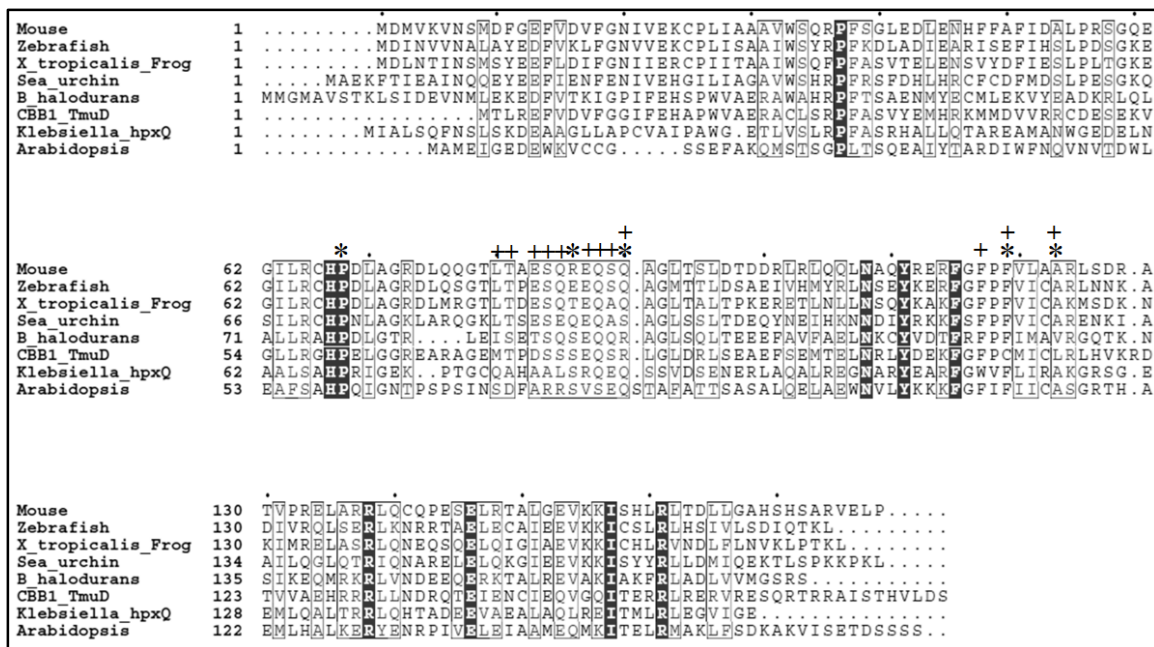 Mouse 1 .........MDMVKVNSMDFGEFVDVFGNIVEKCPLIAAAVWSQRPFSGLEDLENHFFAFIDALPRSGQE
Zebrafish 1 .........MDINVVNALAYEDFVKLFGNVVEKCPLISAAIWSYRPFKDLADIEARISEFIHSLPDSGKE
X_tropicalis_Frog 1 .........MDLNTINSMSYEEFLDIFGNIIERCPLITAAIWSQFPFASVTELENSVYDFIESLPLTGKE
Sea_urchin 1 .....MAEKFTIEAINQQEYEEFIENFENIVEHGILIAGAVWSHRPFRSFDHLHRCFCDFMDSLPESGKQ
B_halodurans 1 MMGMAVSTKLSIDEVNMLEKEDFVTKIGPIFEHSPWVAERAWAHRPFTSAENMYECMLEKVYEADKRLQL
CBB1_TmuD 1 .................MTLREFVDVFGGIFEHAPWVAERACLSRPFASVYEMHRKMMDVVRRCDESEKV
Klebsiella_hpxQ 1 ........MIALSQFNSLSKDEAAGLLAPCVAIPAWG.ETLVSLRPFASRHALLQTAREAMANWGEDELN
Arabidopsis 1 .............MAMEIGEDEWKVCCG.....SSEFAKQMSTSGPLTSQEAIYTARDIWFNQVNVTDWL
+ + +
* ++ +++*+++* + * *
Mouse 62 GILRCHPDLAGRDLQQGTLTAESQREQSQ.AGLTSLDTDDRLRLQQLNAQYRERFGFPFVLAARLSDR.A
Zebrafish 62 GILRCHPDLAGRDLQSGTLTPESQEEQSQ.AGMTTLDSAEIVHMYRLNSEYKERFGFPFVICARLNNK.A
X_tropicalis_Frog 62 GILRCHPDLAGRDLMRGTLTDESQTEQAQ.AGLTALTPKERETLNLLNSQYKAKFGFPFVICAKMSDK.N
Sea_urchin 66 SILRCHPNLAGKLARQGKLTSESQTEQAS.AGLSSLTDEQYNEIHKNNDIYRKKFSFPFVICARENKI.A
B_halodurans 71 ALLRAHPDLGTR...LEISETSQSEQQS.AGLSQLTEEEFAVFAELNKCYVDTFRFPFIMAVRGQTK.N
CBB1_TmuD 54 GLLRGHPELGGREARAGEMTPDSSSEQSR.LGLDRLSEAEFSEMTELNRLYDEKFGFPCMICLRLHVKRD
Klebsiella_hpxQ 62 AALSAHPRIGEK..PTGCQAHAALSRQEQ.SSVDSENERLAQALREGNARYEARFGWVFLIRAKGRSG.E
Arabidopsis 53 EAFSAHPQIGNTPSPSINSDFARRSVSEQSTAFATTSASALQELAEWNVLYKKKFGFIFIICASGRTH.A
Mouse 130 TVPRELARRLQCQPESELRTALGEVKKISHLRLTDLLGAHSHSARVELP.....
Zebrafish 130 DIVRQLSERLKNRRTAELECAIEEVKKICSLRLHSIVLSDIQTKL.........
X_tropicalis_Frog 130 KIMRELASRLQNEQSQELQIGIAEVKKICHLRVNDLFLNVKLPTKL........
Sea_urchin 134 AILQGLQTRIQNARELELQKGIEEVKKISYYRLLDMIQEKTLSPKKPKL.....
B_halodurans 135 SIKEQMRKRLVNDEEQERKTALREVAKIAKFRLADLVVMGSRS...........
CBB1_TmuD 123 TVVAEHRRRLLNDRQTEIENCIEQVGQITERRLRERVRESQRTRRAISTHVLDS
Klebsiella_hpxQ 128 EMLQALTRRLQHTADEEVAEALAQLREITMLRLEGVIGE...............
Arabidopsis 122 EMLHALKERYENRPIVELEIAAMEQMKITELRMAKLFSDKAKVISETDSSSS..